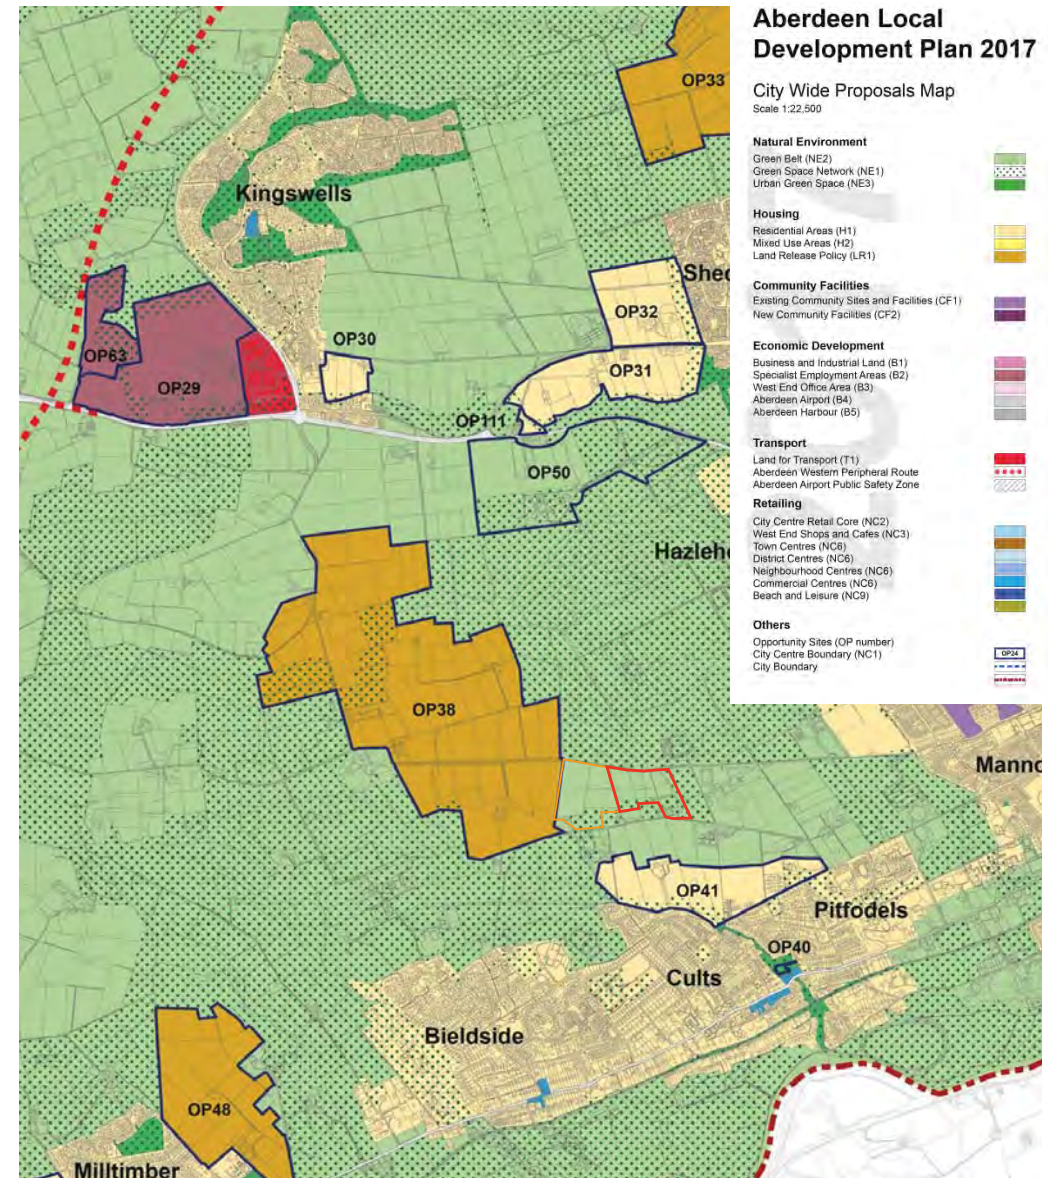 Aberdeen Local
Development Plan 2017
City Wide Proposals Map
Scale 1:22,500
Natural Environment
Green Belt (NE2)
Green Space Network (NE1)
Urban Green Space (NE3)
Housing
Residential Areas (H1)
Mixed Use Areas (H2)
Land Release Policy (LR1)
Community Facilities
Existing Community Sites and Facilities (CF1)
New Community Facilities (CF2)
Economic Development
Business and Industrial Land (B1)
Specialist Employment Areas (B2)
West End Office Area (B3)
Aberdeen Airport (B4)
Aberdeen Harbour (B5)
Transport
Land for Transport (T1)
Aberdeen Western Peripheral Route
Aberdeen Airport Public Safety Zone
Retailing
City Centre Retail Core (NC2)
West End Shops and Cafes (NC3)
Town Centres (NC6)
District Centres (NC6)
Neighbourhood Centres (NC6)
Commercial Centres (NC6)
Beach and Leisure (NC9)
Others
Opportunity Sites (OP number)
City Centre Boundary (NC1)
City Boundary
OP24
OP33
Kingswells
Shed
OP32
OP30
OP63
OP31
OP29
OP111
OP50
Hazlehe
OP38
Manno
OP41
Pitfodels
OP40
Cults
Bieldside
OP48
Milltimber